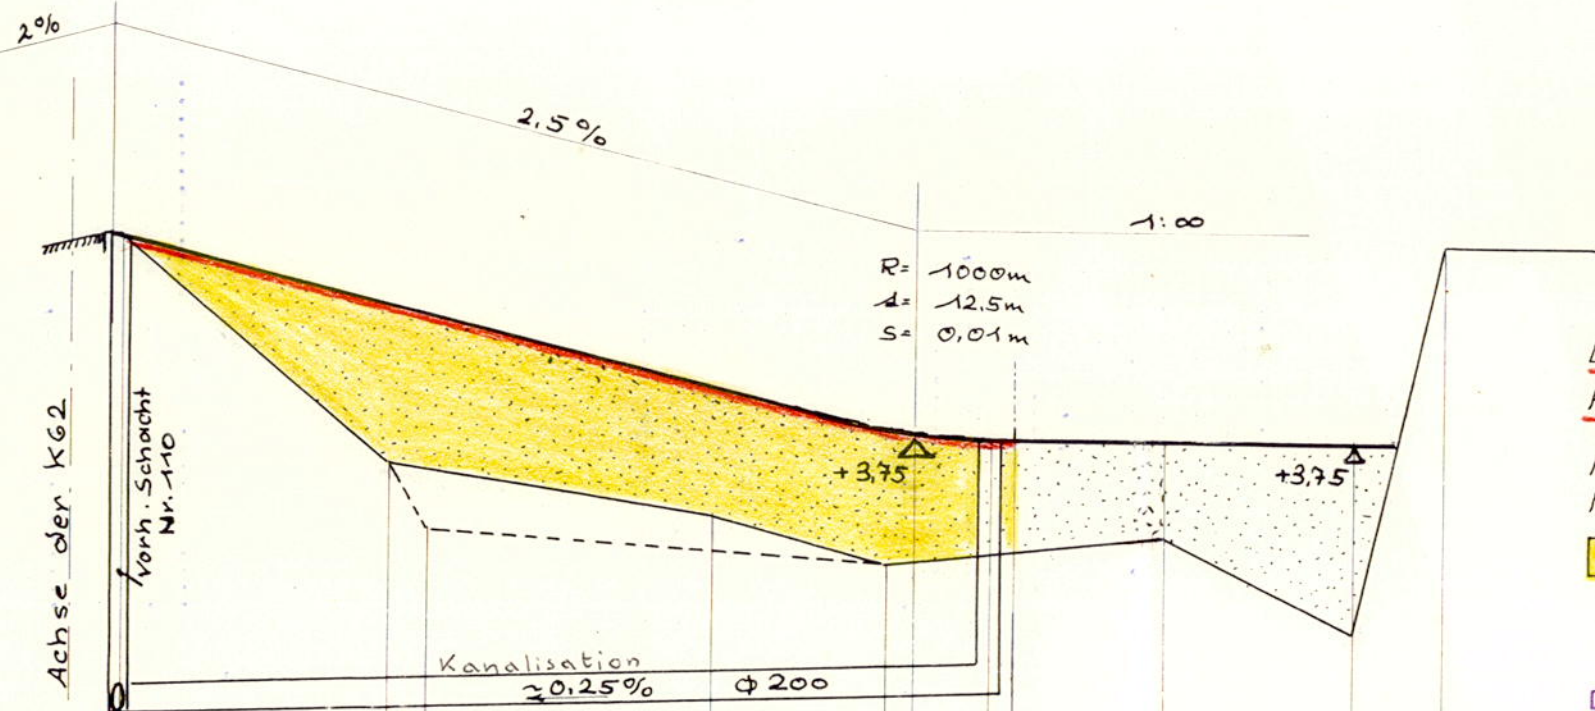 2%
2.5%
1:∞
R= 1000m
t= 12.5m
S= 0,01m
+3,75
+3,75
Achse der K62
Vorh. Schacht
Nr. 110
Kanalisation
≈0,25% ϕ 200